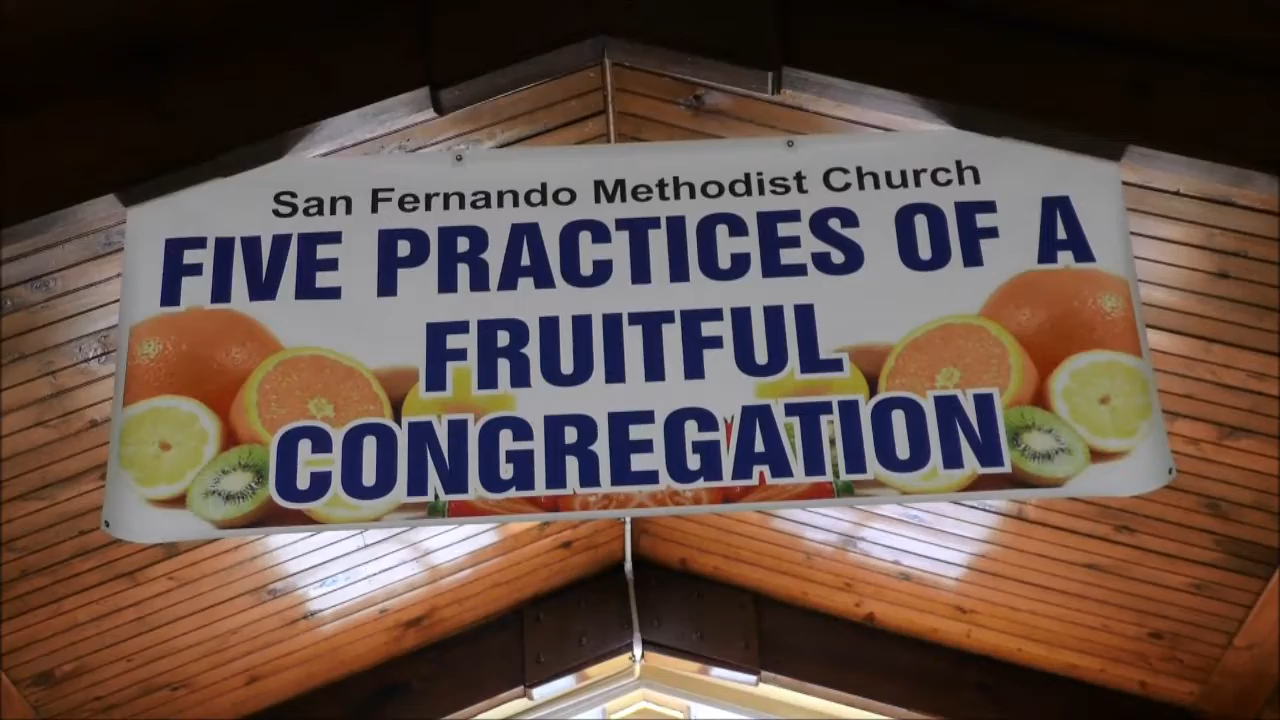 San Fernando Methodist Church
FIVE PRACTICES OF A
FRUITFUL
CONGREGATION